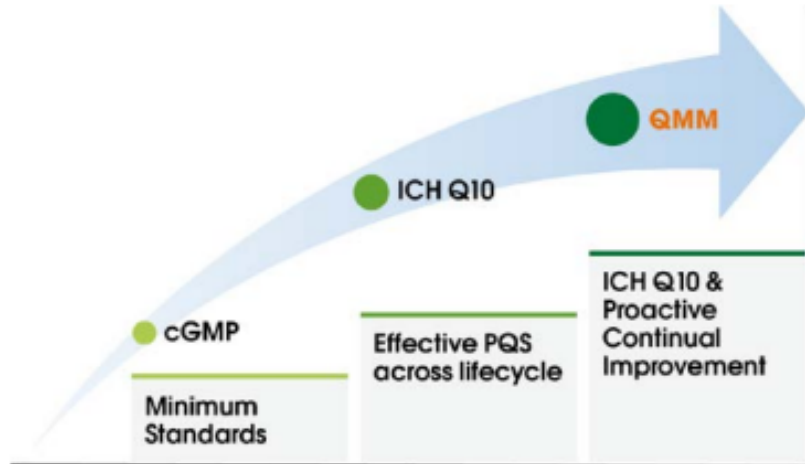 QMM
ICH Q10
cGMP
Minimum
Standards
Effective PQS
across lifecycle
ICH Q10 &
Proactive
Continual
Improvement